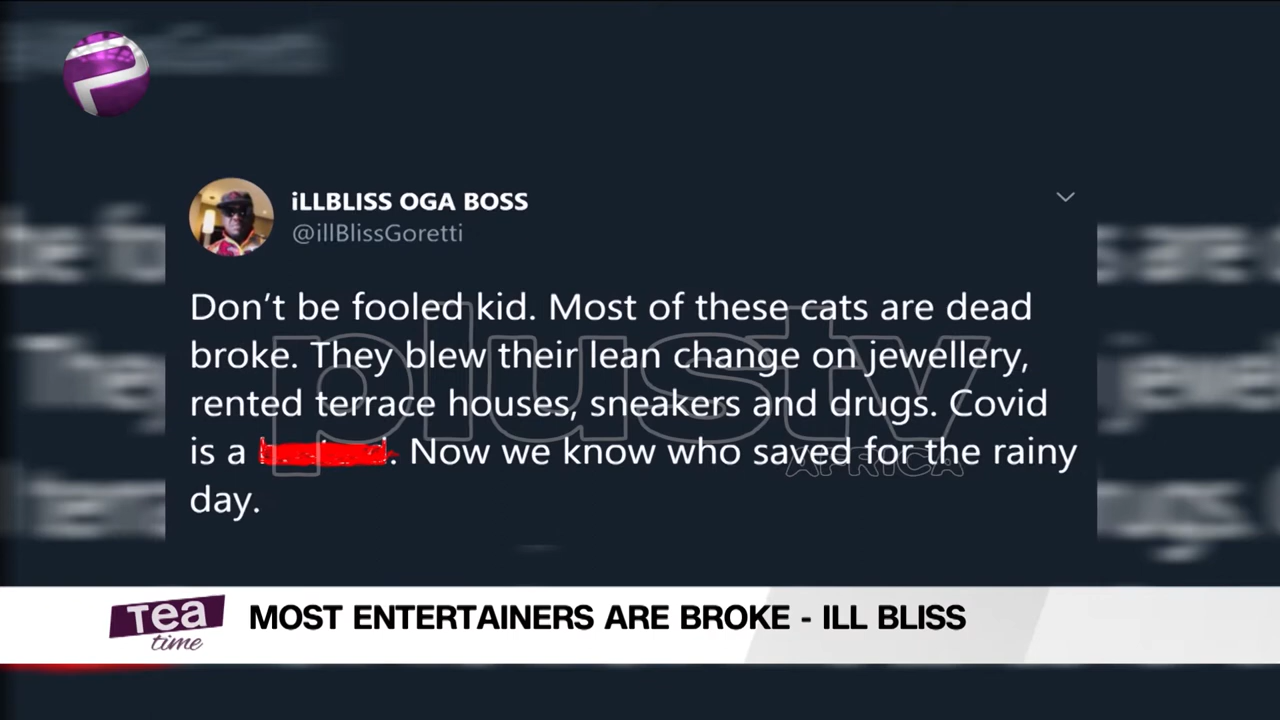 iLLBLISS OGA BOSS
@illBlissGoretti
Don't be fooled kid. Most of these cats are dead
broke. They blew their lean change on jewellery,
rented terrace houses, sneakers and drugs. Covid
is a . Now we know who saved for the rainy
day.
plustv
AFRICA
Tea
time
MOST ENTERTAINERS ARE BROKE - ILL BLISS